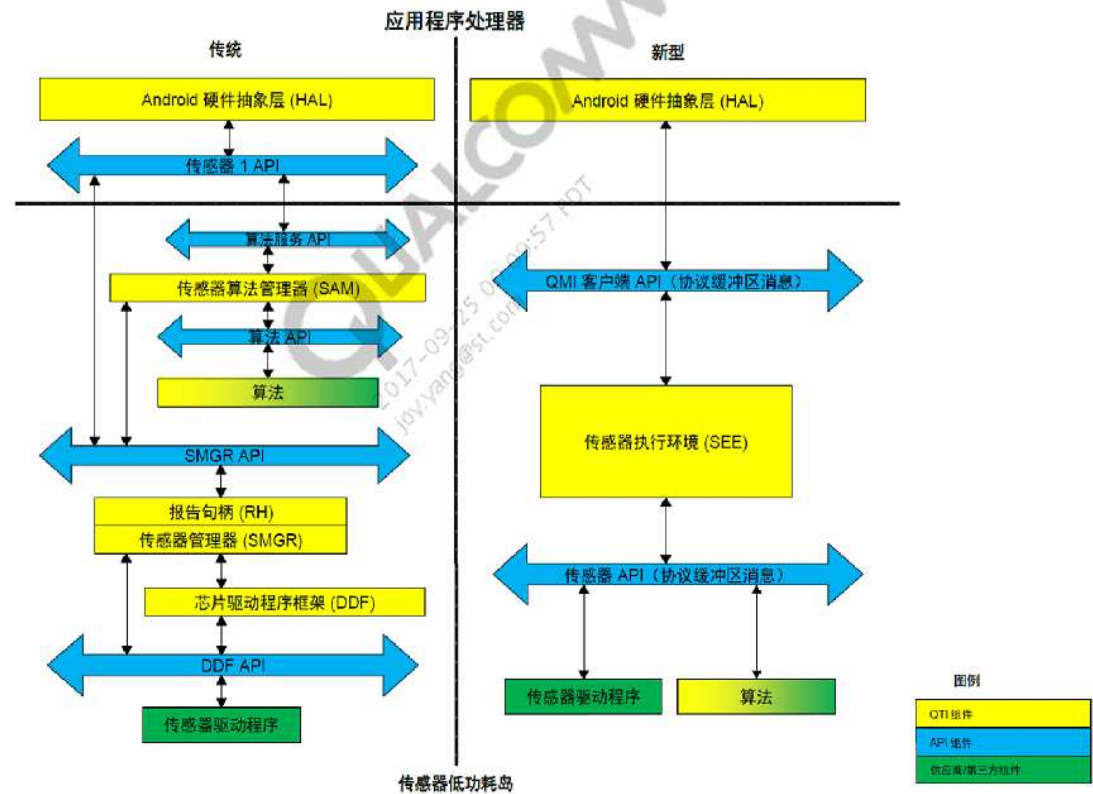 应用程序处理器
传统
新型
Android 硬件抽象层 (HAL)
传感器 1 API
算法服务 API
传感器算法管理器 (SAM)
算法 API
算法
SMGR API
报告句柄 (RH)
传感器管理器 (SMGR)
芯片驱动程序框架 (DDF)
DDF API
传感器驱动程序
Android 硬件抽象层 (HAL)
QMI 客户端 API（协议缓冲区消息）
传感器执行环境 (SEE)
传感器 API（协议缓冲区消息）
传感器驱动程序
算法
传感器低功耗岛
图例
QTI 组件
API 组件
供应商/第三方组件
QUALCOMM
joy.yang@st.com